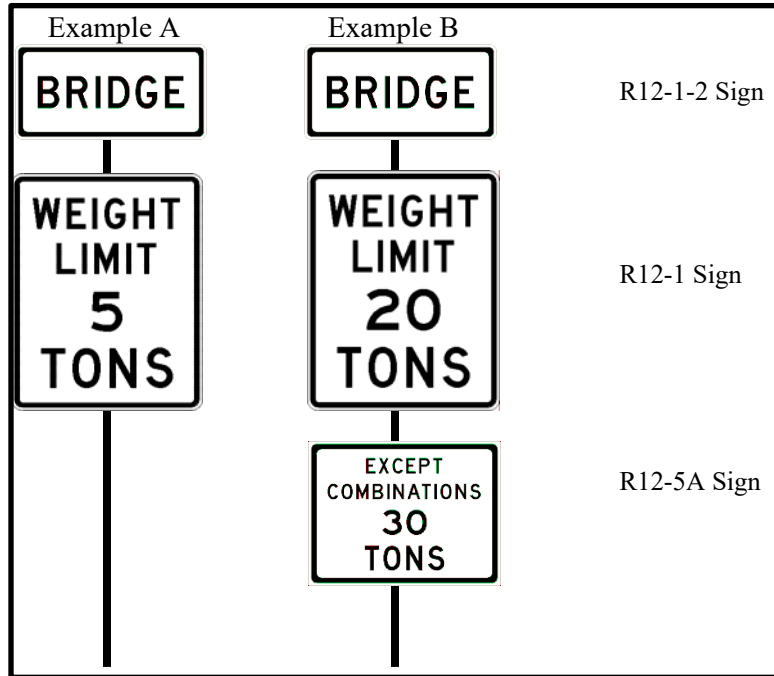 Example A Example B
BRIDGE BRIDGE R12-1-2 Sign
WEIGHT
LIMIT
5
TONS
WEIGHT
LIMIT
20
TONS
R12-1 Sign
EXCEPT
COMBINATIONS
30
TONS
R12-5A Sign